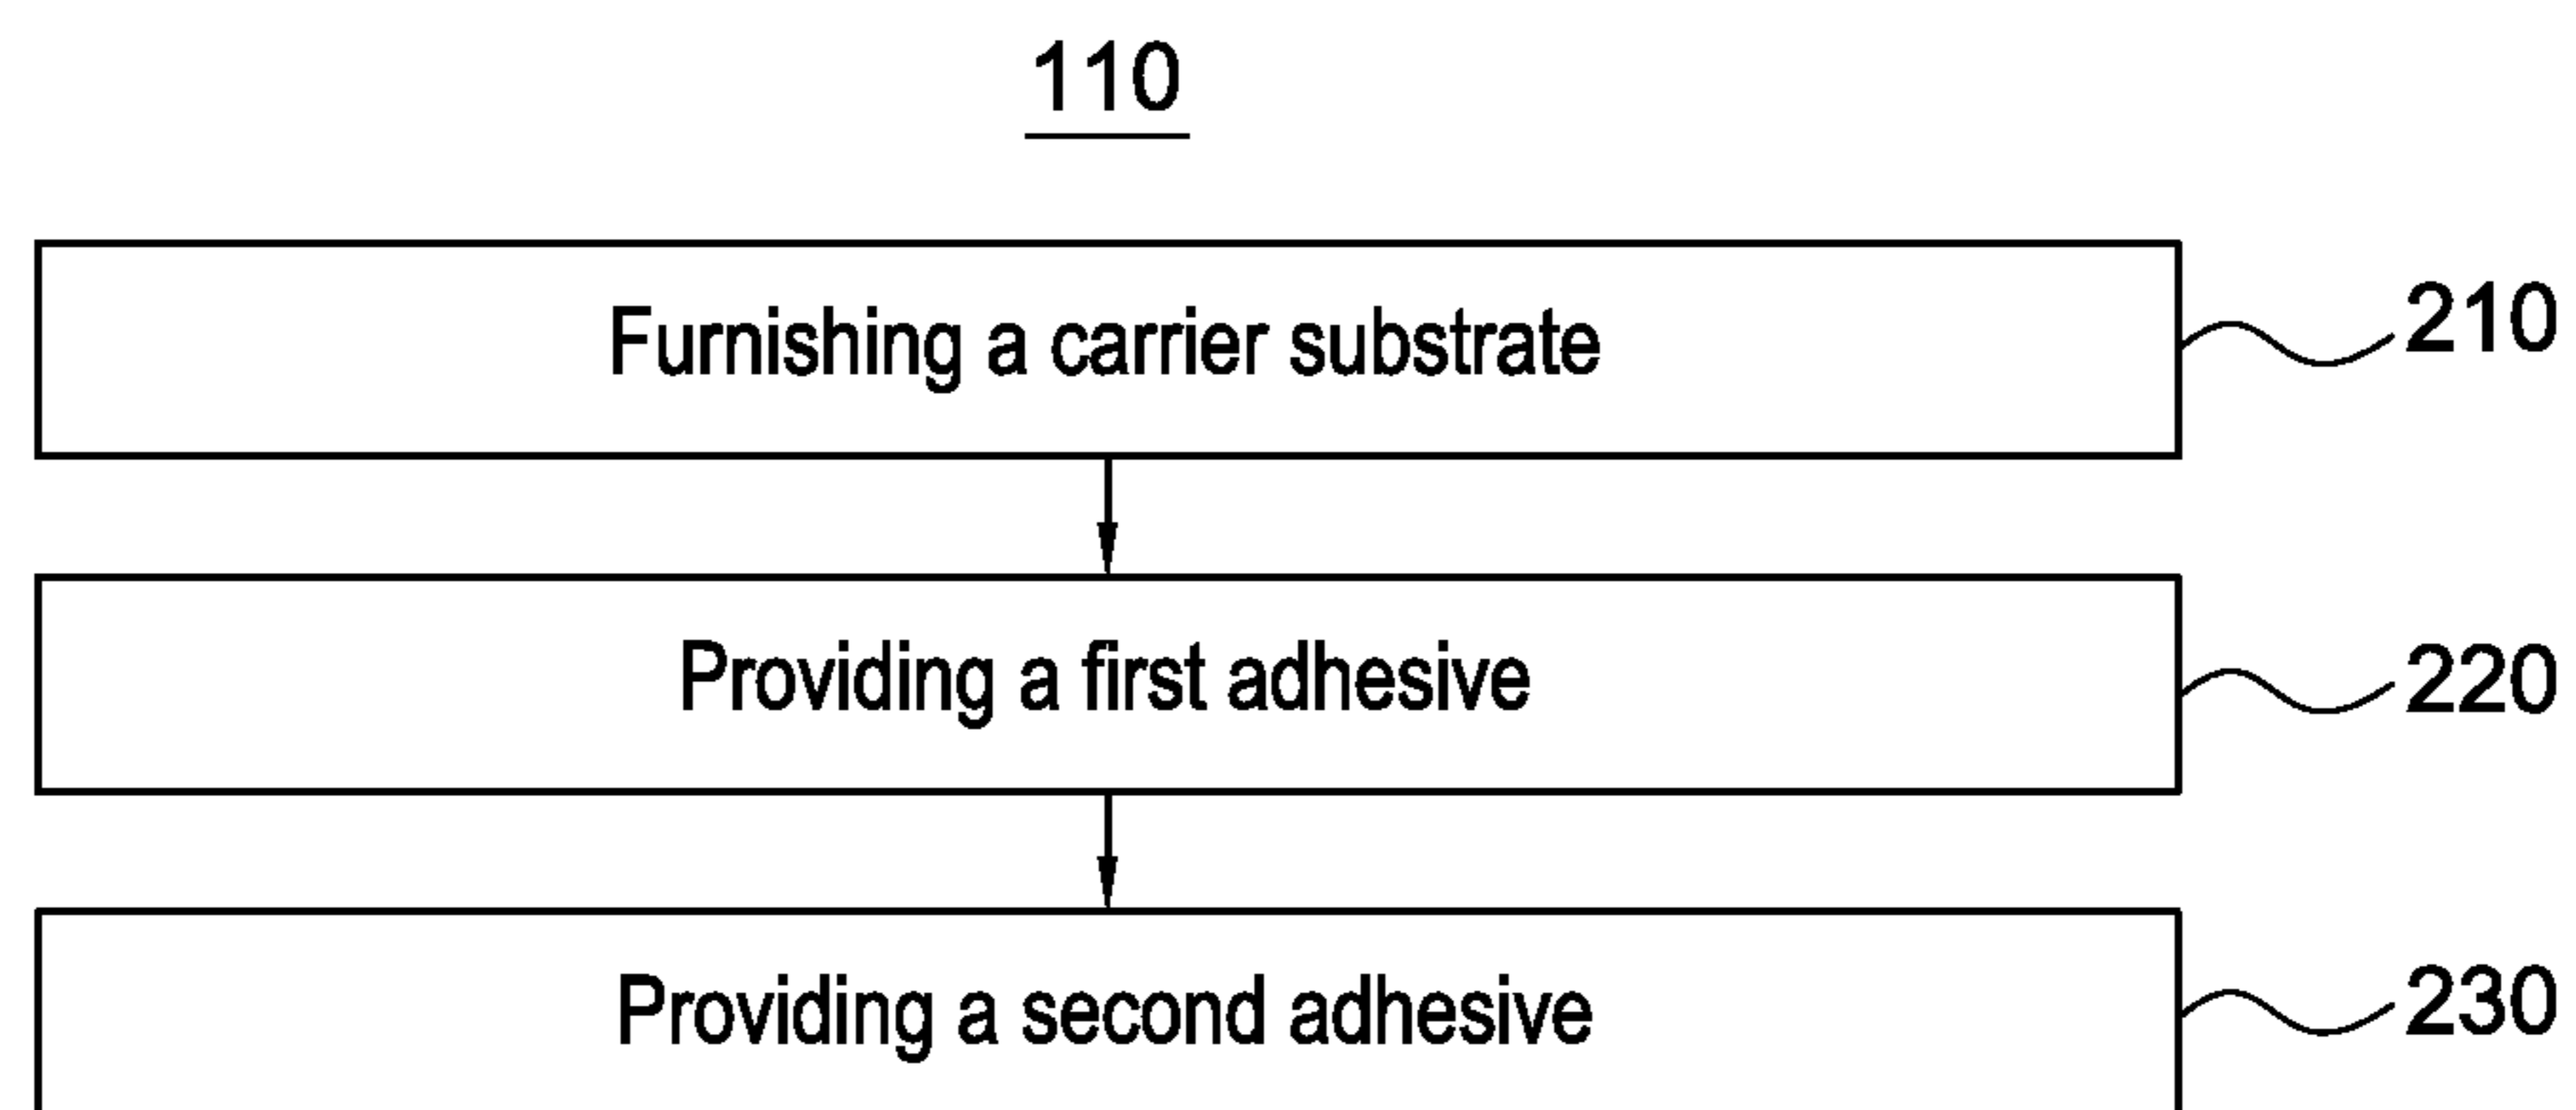 110
Furnishing a carrier substrate 210
Providing a first adhesive 220
Providing a second adhesive 230